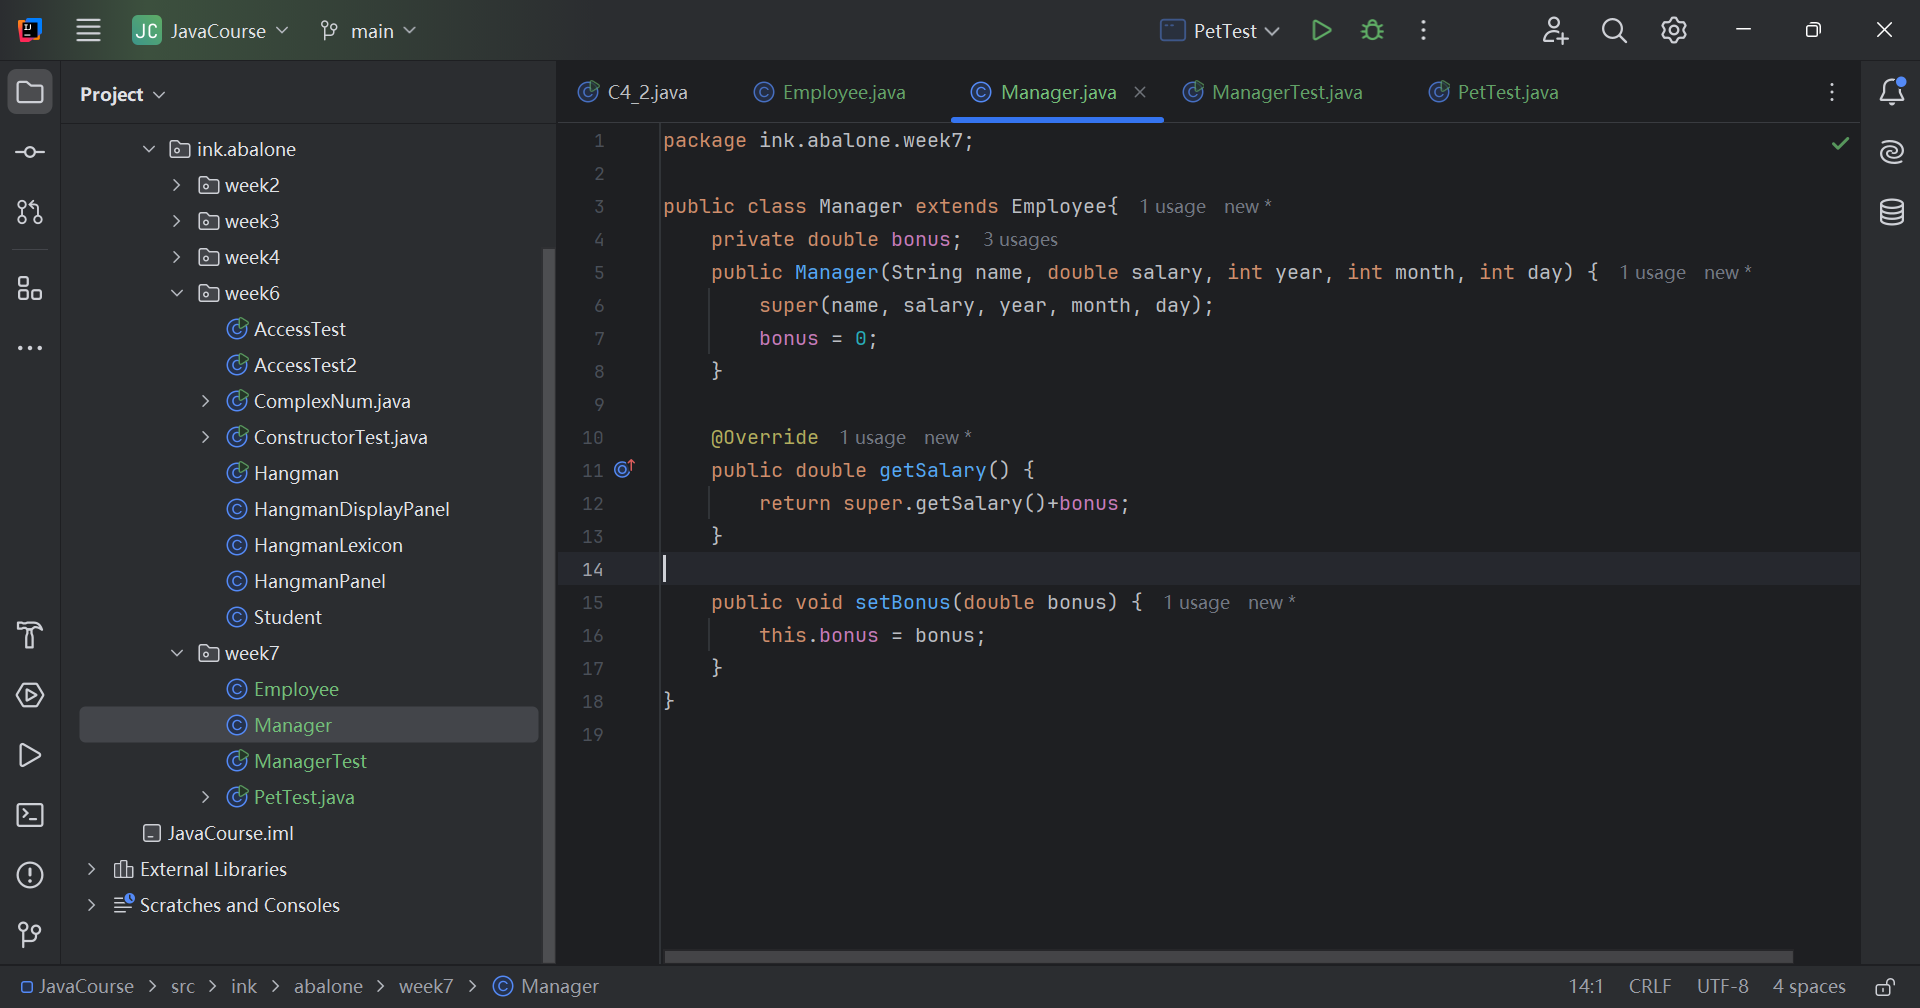 JC JavaCourse main PetTest
Project
C4_2.java Employee.java Manager.java ManagerTest.java PetTest.java
ink.abalone
week2
week3
week4
week6
AccessTest
AccessTest2
ComplexNum.java
ConstructorTest.java
Hangman
HangmanDisplayPanel
HangmanLexicon
HangmanPanel
Student
week7
Employee
Manager
ManagerTest
PetTest.java
JavaCourse.iml
External Libraries
Scratches and Consoles
1 package ink.abalone.week7;
2
3 public class Manager extends Employee{ 1 usage new *
4 private double bonus; 3 usages
5 public Manager(String name, double salary, int year, int month, int day) { 1 usage new *
6 super(name, salary, year, month, day);
7 bonus = 0;
8 }
9
10 @Override 1 usage new *
11 public double getSalary() {
12 return super.getSalary()+bonus;
13 }
14
15 public void setBonus(double bonus) { 1 usage new *
16 this.bonus = bonus;
17 }
18 }
19
JavaCourse > src > ink > abalone > week7 > Manager 14:1 CRLF UTF-8 4 spaces